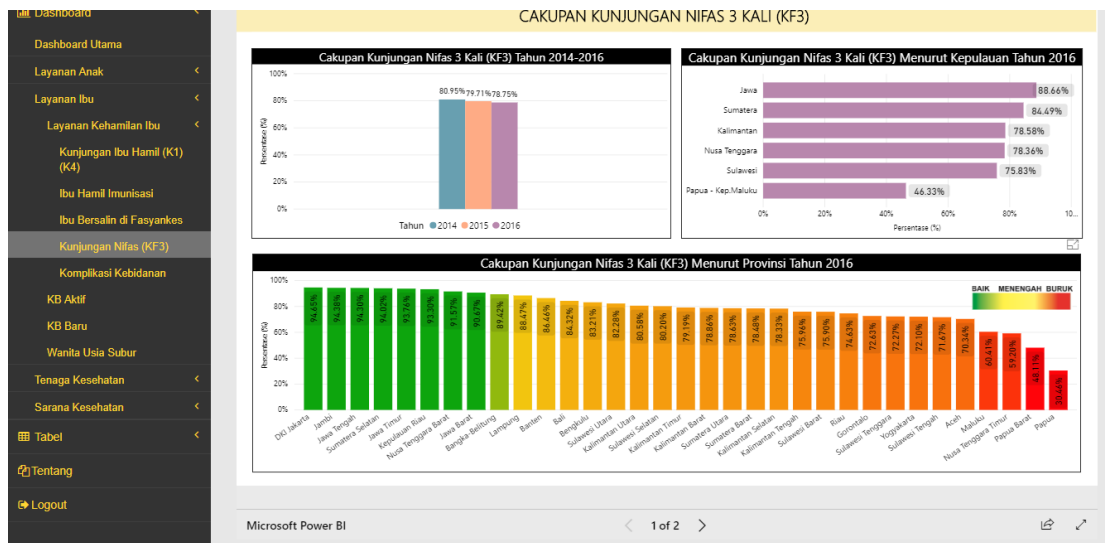 Dashboard
Dashboard Utama
Layanan Anak
Layanan Ibu
Layanan Kehamilan Ibu
Kunjungan Ibu Hamil (K1)
(K4)
Ibu Hamil Imunisasi
Ibu Bersalin di Fasyankes
Kunjungan Nifas (KF3)
Komplikasi Kebidanan
KB Aktif
KB Baru
Wanita Usia Subur
Tenaga Kesehatan
Sarana Kesehatan
Tabel
Tentang
Logout
CAKUPAN KUNJUNGAN NIFAS 3 KALI (KF3)
Cakupan Kunjungan Nifas 3 Kali (KF3) Tahun 2014-2016
Persentase (%)
100%
80%
60%
40%
20%
0%
80.95% 79.71% 78.75%
Tahun 2014 2015 2016
Cakupan Kunjungan Nifas 3 Kali (KF3) Menurut Kepulauan Tahun 2016
Jawa 88.66%
Sumatera 84.49%
Kalimantan 78.58%
Nusa Tenggara 78.36%
Sulawesi 75.83%
Papua - Kep.Maluku 46.33%
0% 20% 40% 60% 80% 10...
Persentase (%)
Cakupan Kunjungan Nifas 3 Kali (KF3) Menurut Provinsi Tahun 2016
BAIK MENENGAH BURUK
Persentase (%)
100%
80%
60%
40%
20%
0%
94.65% 94.38% 94.30% 94.02% 93.76% 93.30% 91.57% 90.67% 89.42% 88.47% 86.46% 84.32% 83.21% 82.28% 80.58% 80.20% 79.19% 78.86% 78.63% 78.48% 78.33% 75.96% 75.90% 74.63% 72.63% 72.27% 72.10% 71.67% 70.34% 60.41% 59.20% 48.11% 30.46%
DKI Jakarta Jambi Jawa Tengah Sumatera Selatan Jawa Timur Kepulauan Riau Nusa Tenggara Barat Jawa Barat Bangka-Belitung Lampung Banten Bali Bengkulu Sulawesi Utara Kalimantan Utara Sulawesi Selatan Kalimantan Timur Kalimantan Barat Sumatera Utara Sumatera Barat Kalimantan Selatan Kalimantan Tengah Sulawesi Barat Riau Gorontalo Sulawesi Tenggara Yogyakarta Sulawesi Tengah Aceh Maluku Nusa Tenggara Timur Papua Barat Papua
Microsoft Power BI
1 of 2